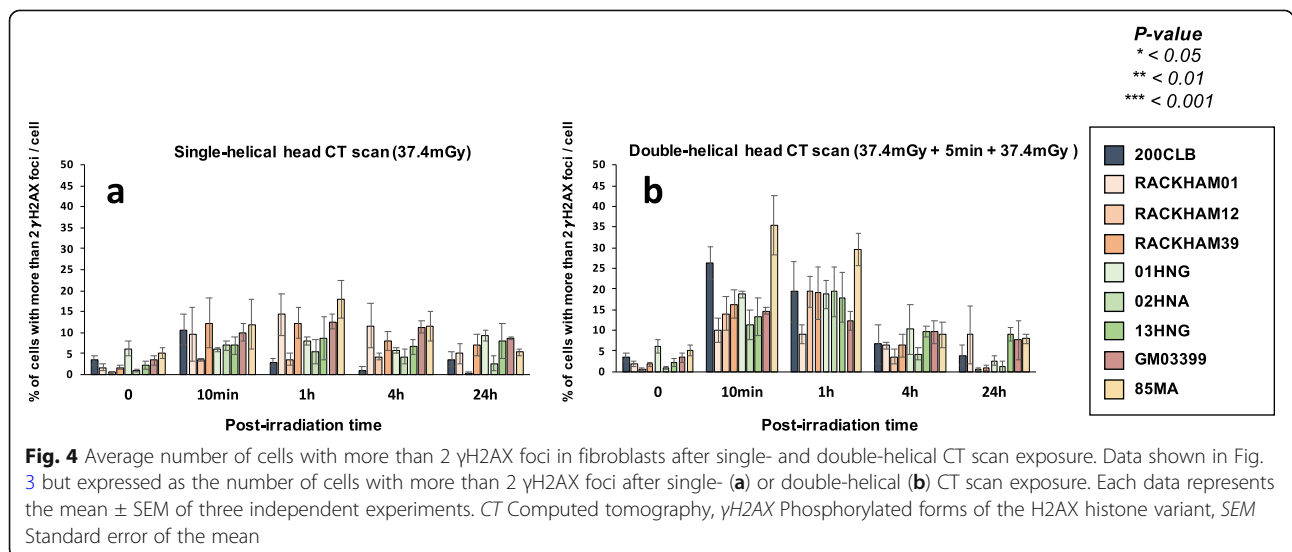 P-value
* < 0.05
** < 0.01
*** < 0.001
Single-helical head CT scan (37.4mGy)
a
% of cells with more than 2 γH2AX foci / cell
50
45
40
35
30
25
20
15
10
5
0
0 10min 1h 4h 24h
Post-irradiation time
Double-helical head CT scan (37.4mGy + 5min + 37.4mGy )
b
% of cells with more than 2 γH2AX foci / cell
50
45
40
35
30
25
20
15
10
5
0
0 10min 1h 4h 24h
Post-irradiation time
200CLB
RACKHAM01
RACKHAM12
RACKHAM39
01HNG
02HNA
13HNG
GM03399
85MA
Fig. 4 Average number of cells with more than 2 γH2AX foci in fibroblasts after single- and double-helical CT scan exposure. Data shown in Fig.
3 but expressed as the number of cells with more than 2 γH2AX foci after single- (a) or double-helical (b) CT scan exposure. Each data represents
the mean ± SEM of three independent experiments. CT Computed tomography, γH2AX Phosphorylated forms of the H2AX histone variant, SEM
Standard error of the mean